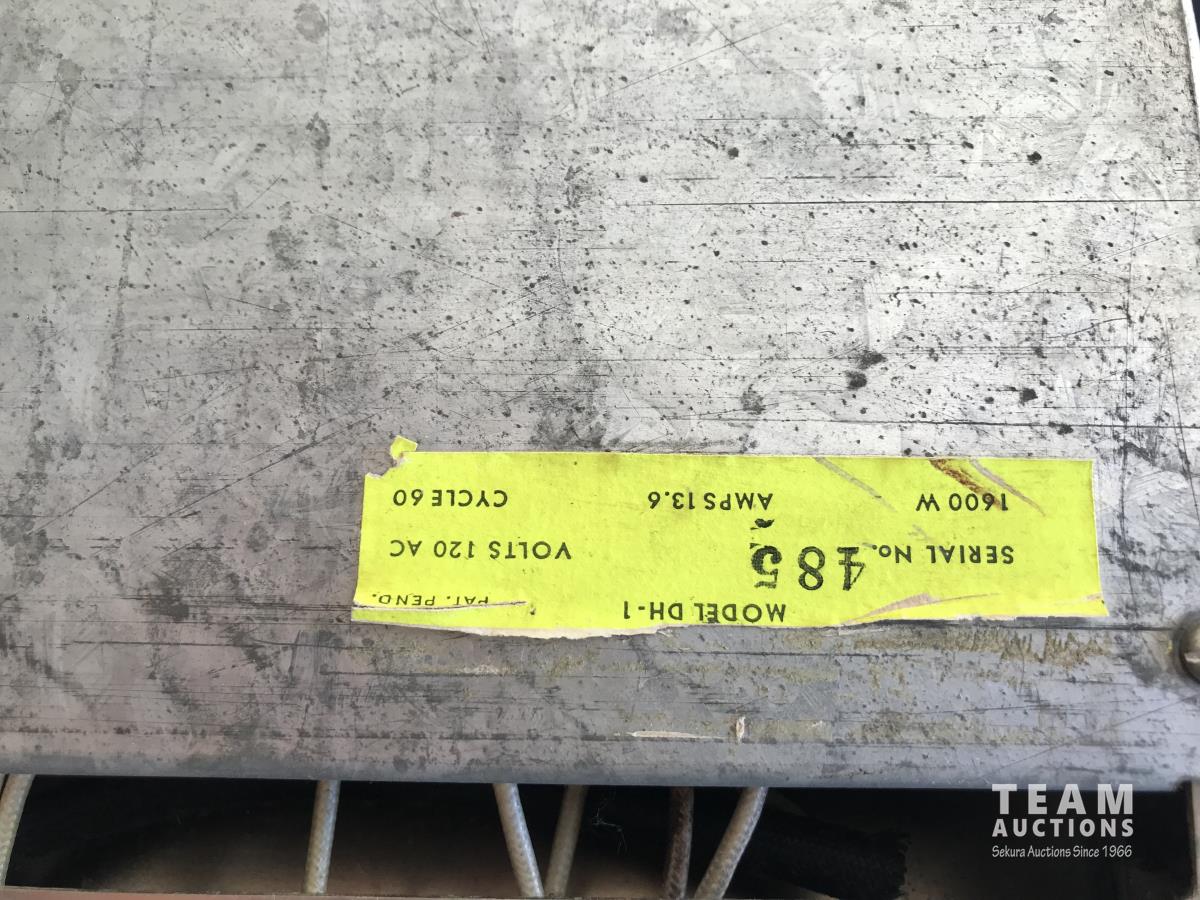 MODEL DH-1 PAT. PEND.
SERIAL No. 485 VOLTS 120 AC
1600 W AMPS 13.6 CYCLE 60
TEAM
AUCTIONS
Sekura Auctions Since 1966